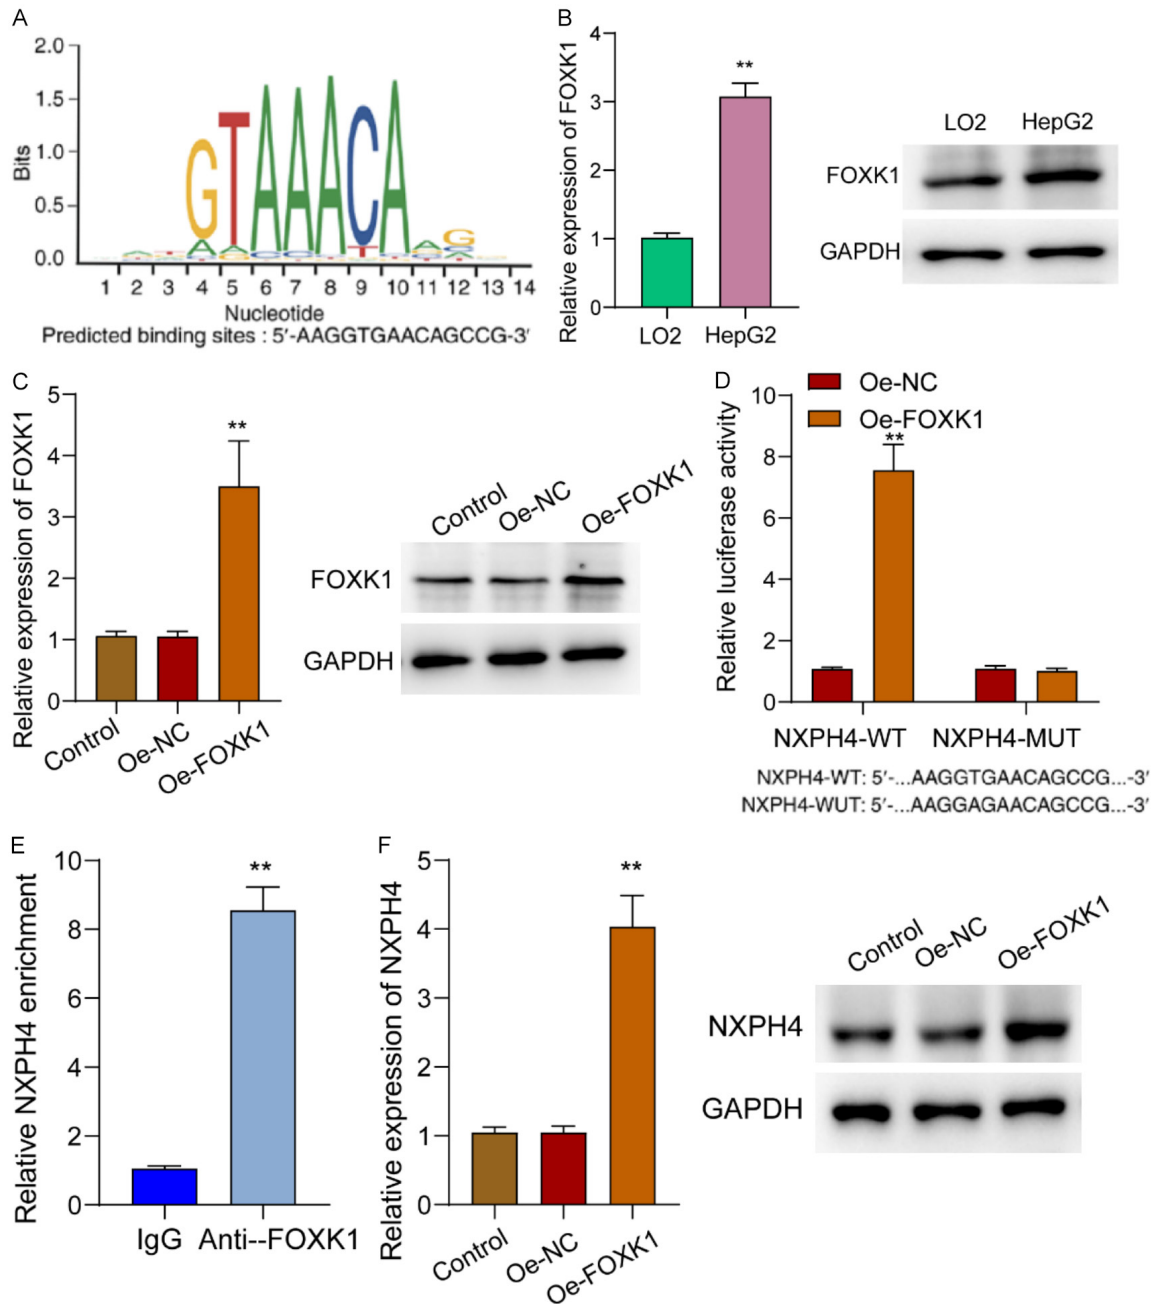 A
2.0
1.5
1.0
0.5
0.0
Bits
GTAAACA
1 2 3 4 5 6 7 8 9 10 11 12 13 14
Nucleotide
Predicted binding sites : 5′-AAGGTGAACAGCCG-3′
B
Relative expression of FOXK1
4
3
2
1
0
**
LO2 HepG2
LO2 HepG2
FOXK1
GAPDH
C
Relative expression of FOXK1
5
4
3
2
1
0
**
Control Oe-NC Oe-FOXK1
Control Oe-NC Oe-FOXK1
FOXK1
GAPDH
D
Oe-NC
Oe-FOXK1
Relative luciferase activity
10
8
6
4
2
0
**
NXPH4-WT NXPH4-MUT
NXPH4-WT: 5′-...AAGGTGAACAGCCG...-3′
NXPH4-WUT: 5′-...AAGGAGAACAGCCG...-3′
E
Relative NXPH4 enrichment
10
8
6
4
2
0
**
IgG Anti--FOXK1
F
Relative expression of NXPH4
5
4
3
2
1
0
**
Control Oe-NC Oe-FOXK1
Control Oe-NC Oe-FOXK1
NXPH4
GAPDH